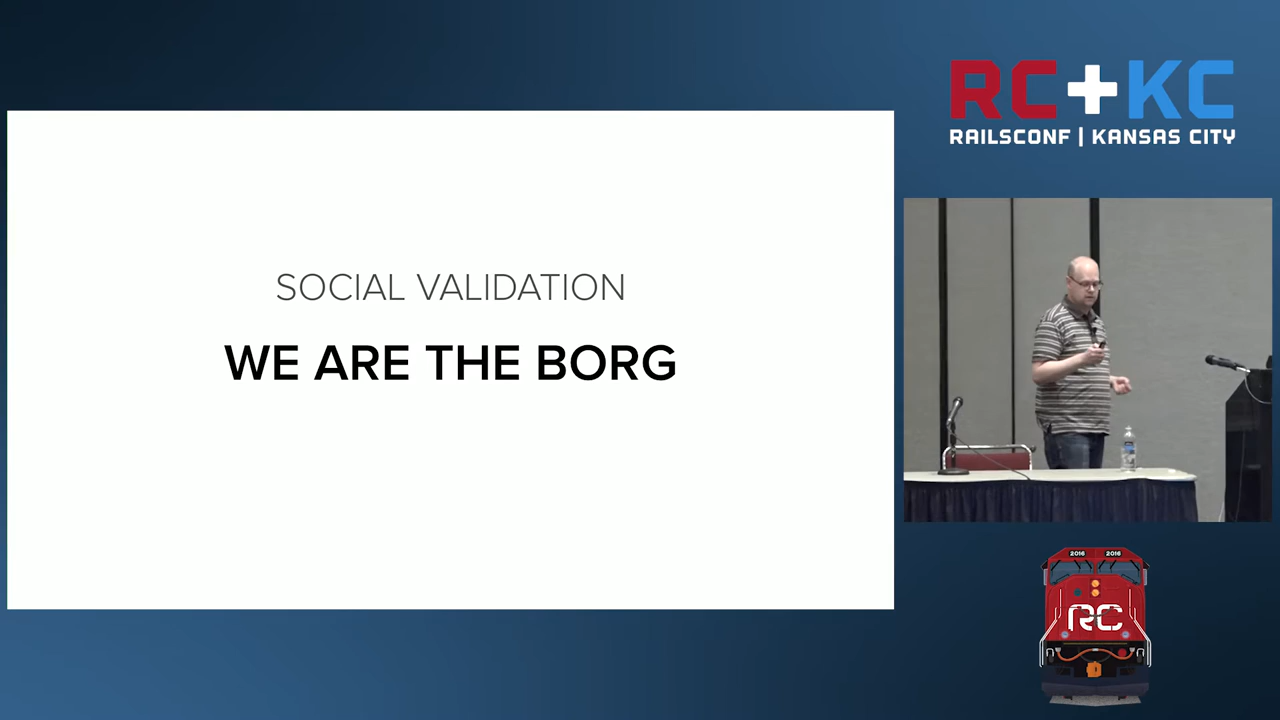 SOCIAL VALIDATION
WE ARE THE BORG
RC+KC
RAILSCONF | KANSAS CITY
2016 2016
RC